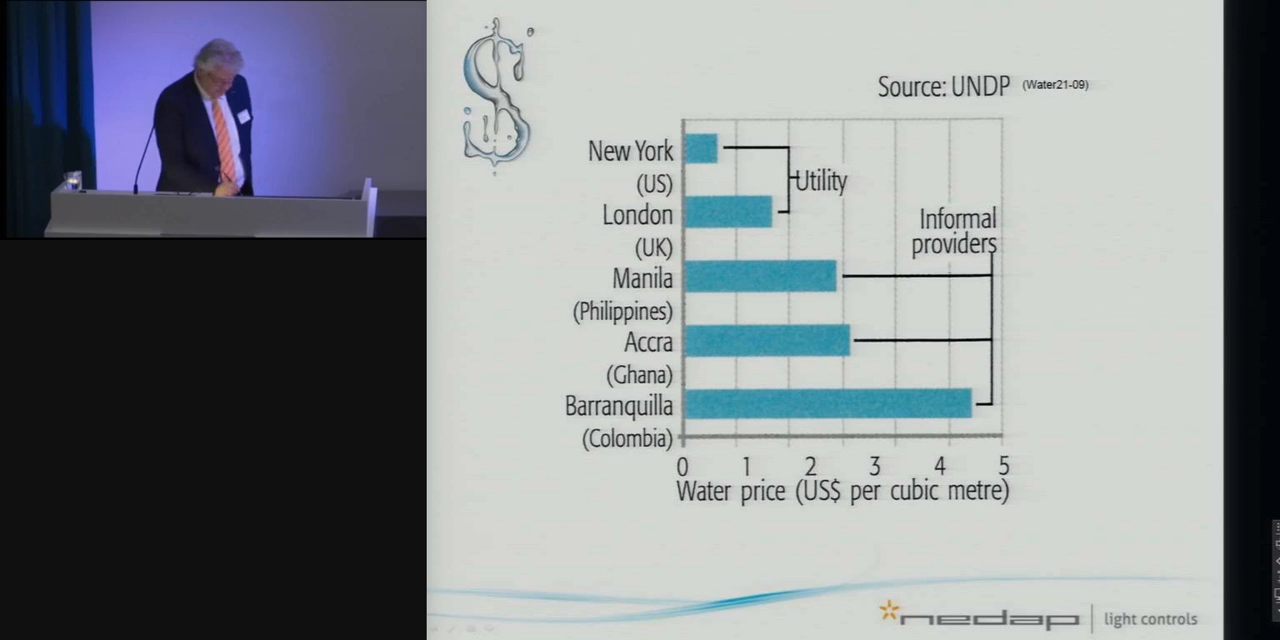 Source: UNDP (Water21-09)
New York
(US)
London
(UK)
Manila
(Philippines)
Accra
(Ghana)
Barranquilla
(Colombia)
Utility
Informal
providers
0 1 2 3 4 5
Water price (US$ per cubic metre)
nedap light controls